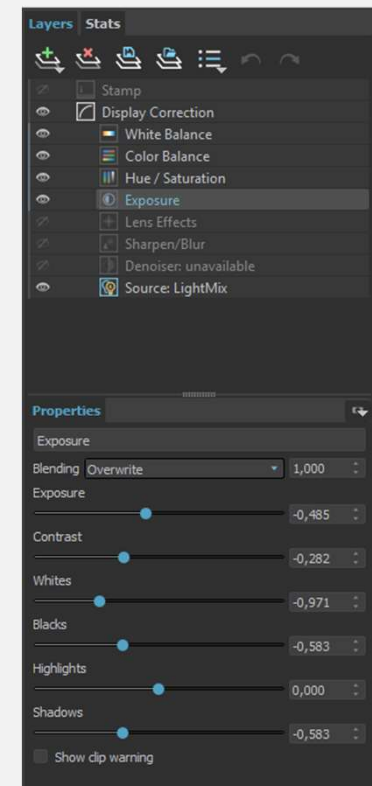 Layers Stats
Stamp
Display Correction
White Balance
Color Balance
Hue / Saturation
Exposure
Lens Effects
Sharpen/Blur
Denoiser: unavailable
Source: LightMix
Properties
Exposure
Blending Overwrite 1,000
Exposure
-0,485
Contrast
-0,282
Whites
-0,971
Blacks
-0,583
Highlights
0,000
Shadows
-0,583
Show clip warning